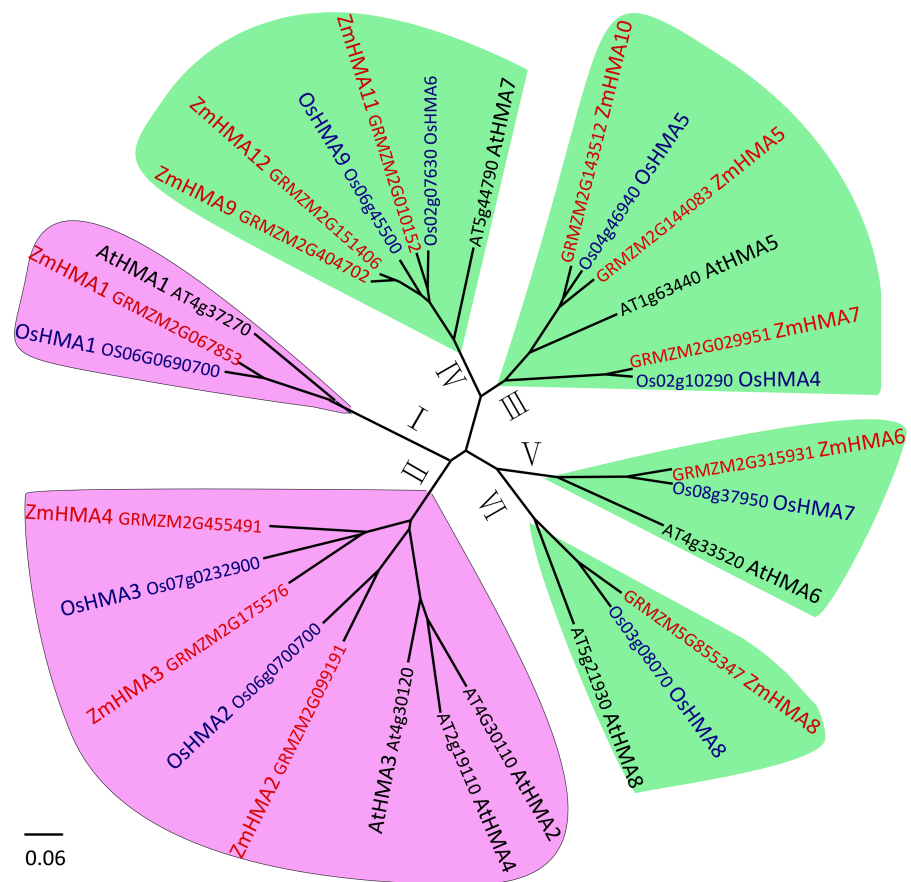 ZmHMA11 GRMZM2G010152
OsHMA9 Os06g45500
Os02g07630 OsHMA6
AT5g44790 AtHMA7
ZmHMA12 GRMZM2G151406
ZmHMA9 GRMZM2G404702
GRMZM2G143512 ZmHMA10
Os04g46940 OsHMA5
GRMZM2G144083 ZmHMA5
AT1g63440 AtHMA5
GRMZM2G029951 ZmHMA7
Os02g10290 OsHMA4
AtHMA1 AT4g37270
ZmHMA1 GRMZM2G067853
OsHMA1 OS06G0690700
IV
III
I
II
V
VI
GRMZM2G315931 ZmHMA6
Os08g37950 OsHMA7
AT4g33520 AtHMA6
GRMZM5G855347 ZmHMA8
Os03g08070 OsHMA8
AT5g21930 AtHMA8
ZmHMA4 GRMZM2G455491
OsHMA3 Os07g0232900
ZmHMA3 GRMZM2G175576
OsHMA2 Os06g0700700
ZmHMA2 GRMZM2G099191
AtHMA3 At4g30120
AT2g19110 AtHMA4
AT4G30110 AtHMA2
0.06